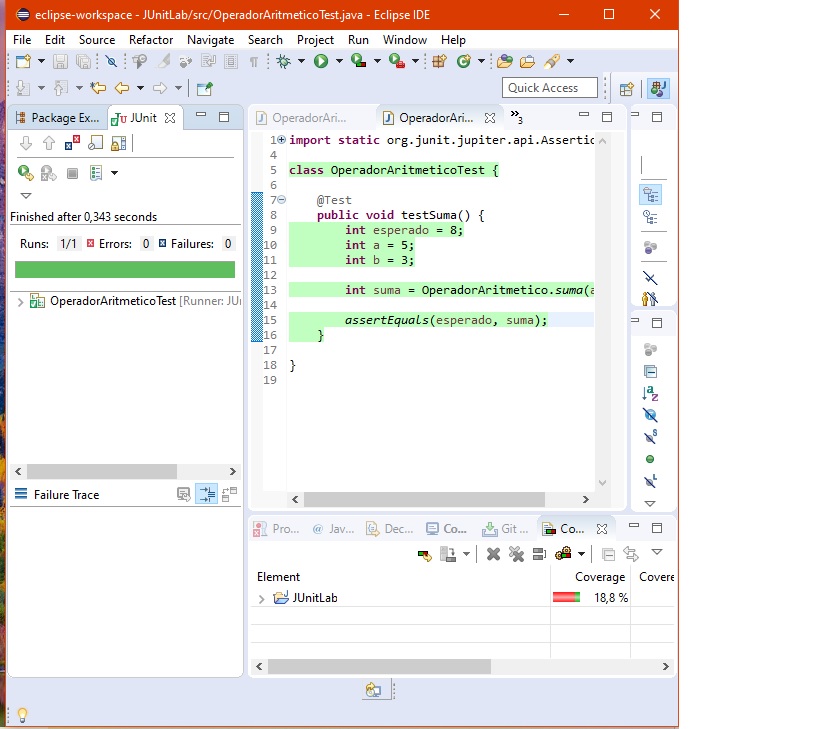 eclipse-workspace - JUnitLab/src/OperadorAritmeticoTest.java - Eclipse IDE
File Edit Source Refactor Navigate Search Project Run Window Help
Quick Access
Package Ex... JUnit
Finished after 0,343 seconds
Runs: 1/1 Errors: 0 Failures: 0
OperadorAritmeticoTest [Runner: JU
Failure Trace
OperadorAri... OperadorAri... »3
1 import static org.junit.jupiter.api.Assertic
4
5 class OperadorAritmeticoTest {
6
7 @Test
8 public void testSuma() {
9 int esperado = 8;
10 int a = 5;
11 int b = 3;
12
13 int suma = OperadorAritmetico.suma(a
14
15 assertEquals(esperado, suma);
16 }
17
18 }
19
Pro... @ Jav... Dec... Co... Git ... Co...
Element Coverage Covere
JUnitLab 18,8 %